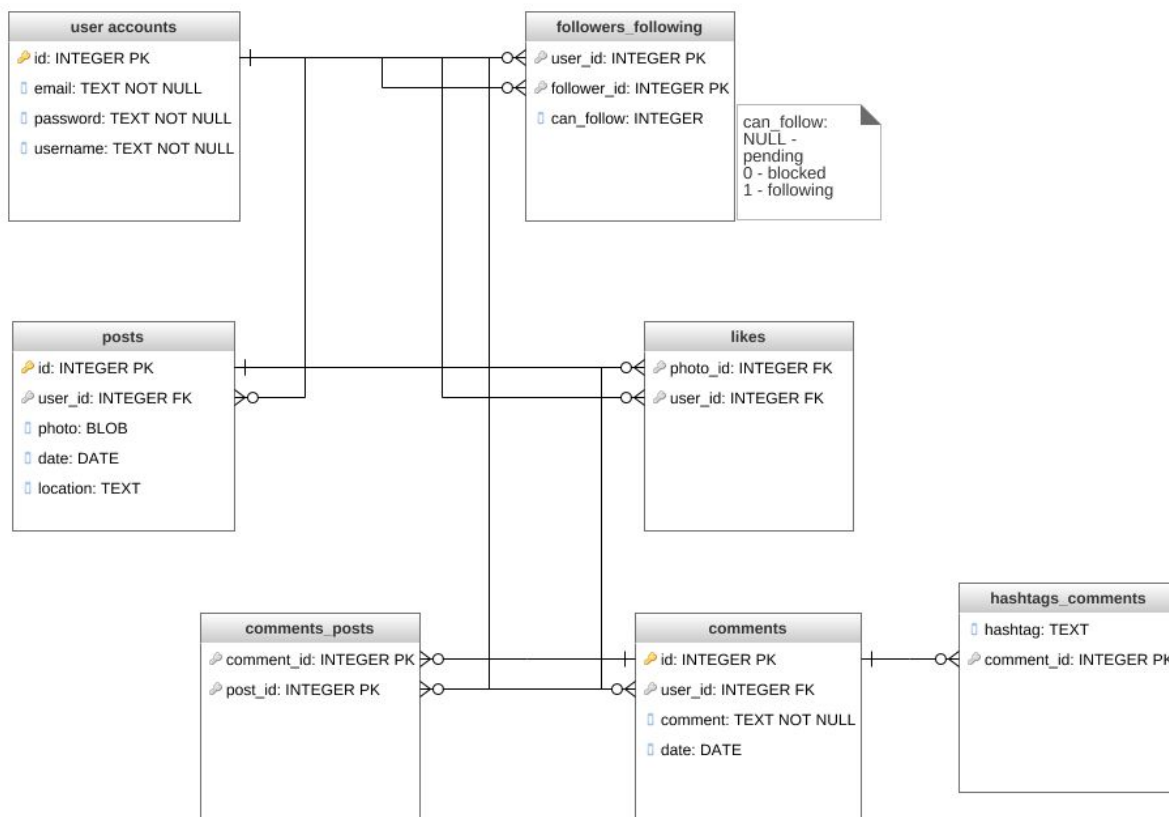 user accounts
id: INTEGER PK
email: TEXT NOT NULL
password: TEXT NOT NULL
username: TEXT NOT NULL
followers_following
user_id: INTEGER PK
follower_id: INTEGER PK
can_follow: INTEGER
can_follow:
NULL -
pending
0 - blocked
1 - following
posts
id: INTEGER PK
user_id: INTEGER FK
photo: BLOB
date: DATE
location: TEXT
likes
photo_id: INTEGER FK
user_id: INTEGER FK
comments_posts
comment_id: INTEGER PK
post_id: INTEGER PK
comments
id: INTEGER PK
user_id: INTEGER FK
comment: TEXT NOT NULL
date: DATE
hashtags_comments
hashtag: TEXT
comment_id: INTEGER PK